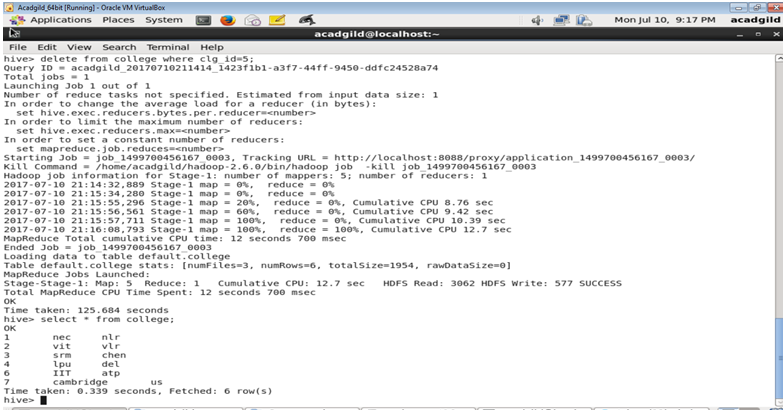 Acadgild_64bit [Running] - Oracle VM VirtualBox
Applications Places System Mon Jul 10, 9:17 PM acadgild
acadgild@localhost:~
File Edit View Search Terminal Help
hive> delete from college where clg_id=5;
Query ID = acadgild_20170710211414_1423f1b1-a3f7-44ff-9450-ddfc24528a74
Total jobs = 1
Launching Job 1 out of 1
Number of reduce tasks not specified. Estimated from input data size: 1
In order to change the average load for a reducer (in bytes):
set hive.exec.reducers.bytes.per.reducer=<number>
In order to limit the maximum number of reducers:
set hive.exec.reducers.max=<number>
In order to set a constant number of reducers:
set mapreduce.job.reduces=<number>
Starting Job = job_1499700456167_0003, Tracking URL = http://localhost:8088/proxy/application_1499700456167_0003/
Kill Command = /home/acadgild/hadoop-2.6.0/bin/hadoop job  -kill job_1499700456167_0003
Hadoop job information for Stage-1: number of mappers: 5; number of reducers: 1
2017-07-10 21:14:32,889 Stage-1 map = 0%,  reduce = 0%
2017-07-10 21:15:34,280 Stage-1 map = 0%,  reduce = 0%
2017-07-10 21:15:55,296 Stage-1 map = 20%,  reduce = 0%, Cumulative CPU 8.76 sec
2017-07-10 21:15:56,561 Stage-1 map = 60%,  reduce = 0%, Cumulative CPU 9.42 sec
2017-07-10 21:15:57,711 Stage-1 map = 100%,  reduce = 0%, Cumulative CPU 10.39 sec
2017-07-10 21:16:08,793 Stage-1 map = 100%,  reduce = 100%, Cumulative CPU 12.7 sec
MapReduce Total cumulative CPU time: 12 seconds 700 msec
Ended Job = job_1499700456167_0003
Loading data to table default.college
Table default.college stats: [numFiles=3, numRows=6, totalSize=1954, rawDataSize=0]
MapReduce Jobs Launched:
Stage-Stage-1: Map: 5  Reduce: 1   Cumulative CPU: 12.7 sec   HDFS Read: 3062 HDFS Write: 577 SUCCESS
Total MapReduce CPU Time Spent: 12 seconds 700 msec
OK
Time taken: 125.684 seconds
hive> select * from college;
OK
1 nec nlr
2 vit vlr
3 srm chen
4 lpu del
6 IIT atp
7 cambridge us
Time taken: 0.339 seconds, Fetched: 6 row(s)
hive>